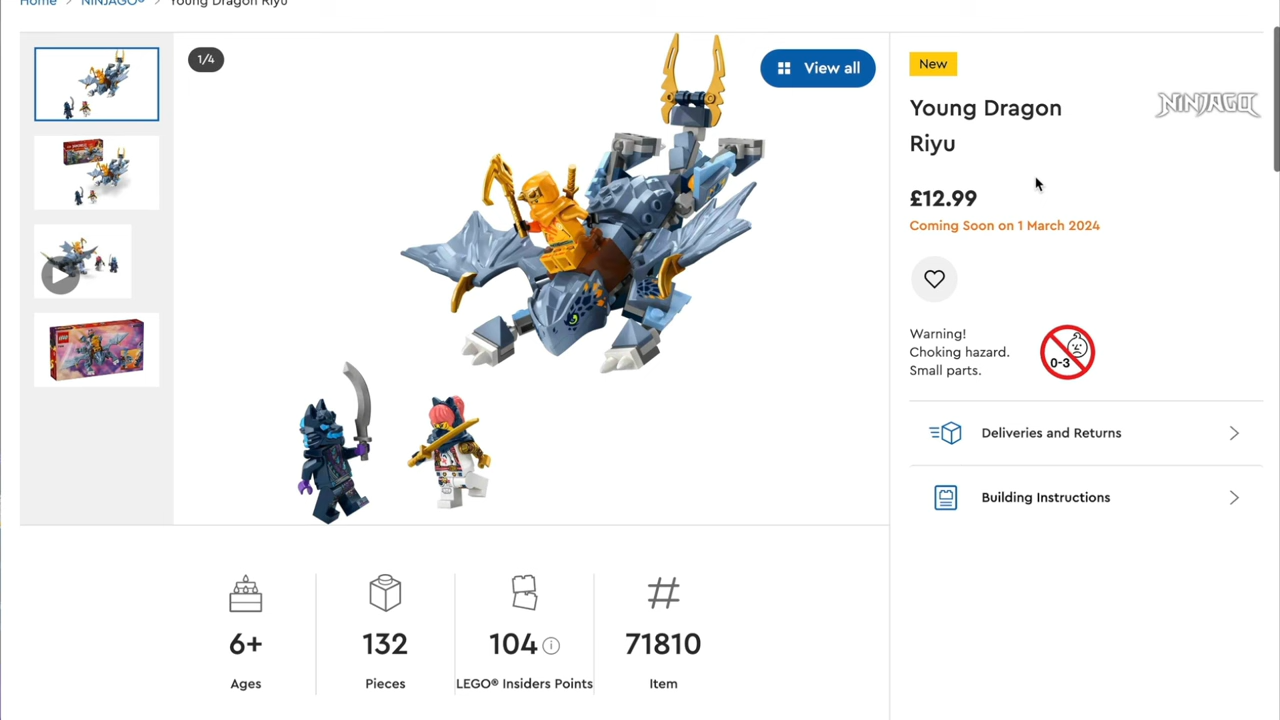 Home > NINJAGO® > Young Dragon Riyu
1/4
View all
New
Young Dragon
Riyu
NINJAGO
£12.99
Coming Soon on 1 March 2024
Warning!
Choking hazard.
Small parts.
0-3
Deliveries and Returns
Building Instructions
6+
Ages
132
Pieces
104
LEGO® Insiders Points
#
71810
Item